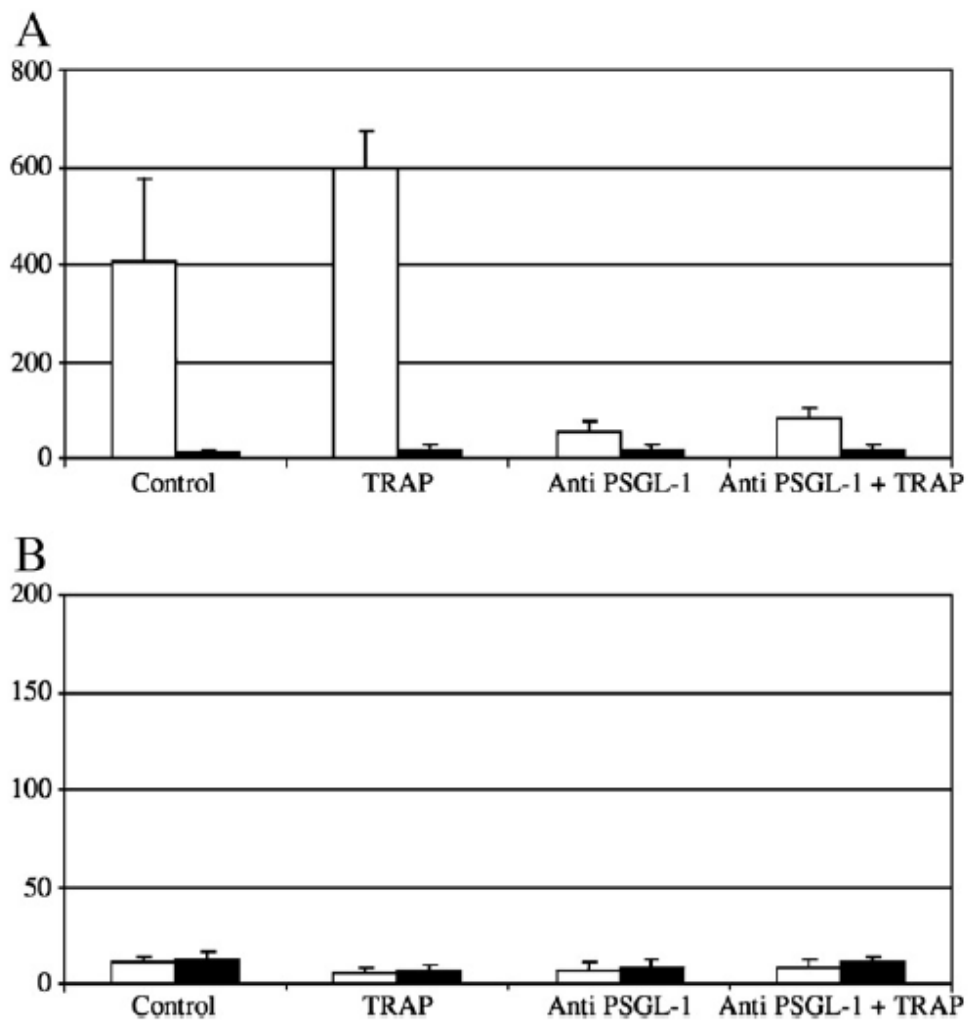 A
800
600
400
200
0
Control TRAP Anti PSGL-1 Anti PSGL-1 + TRAP
B
200
150
100
50
0
Control TRAP Anti PSGL-1 Anti PSGL-1 + TRAP